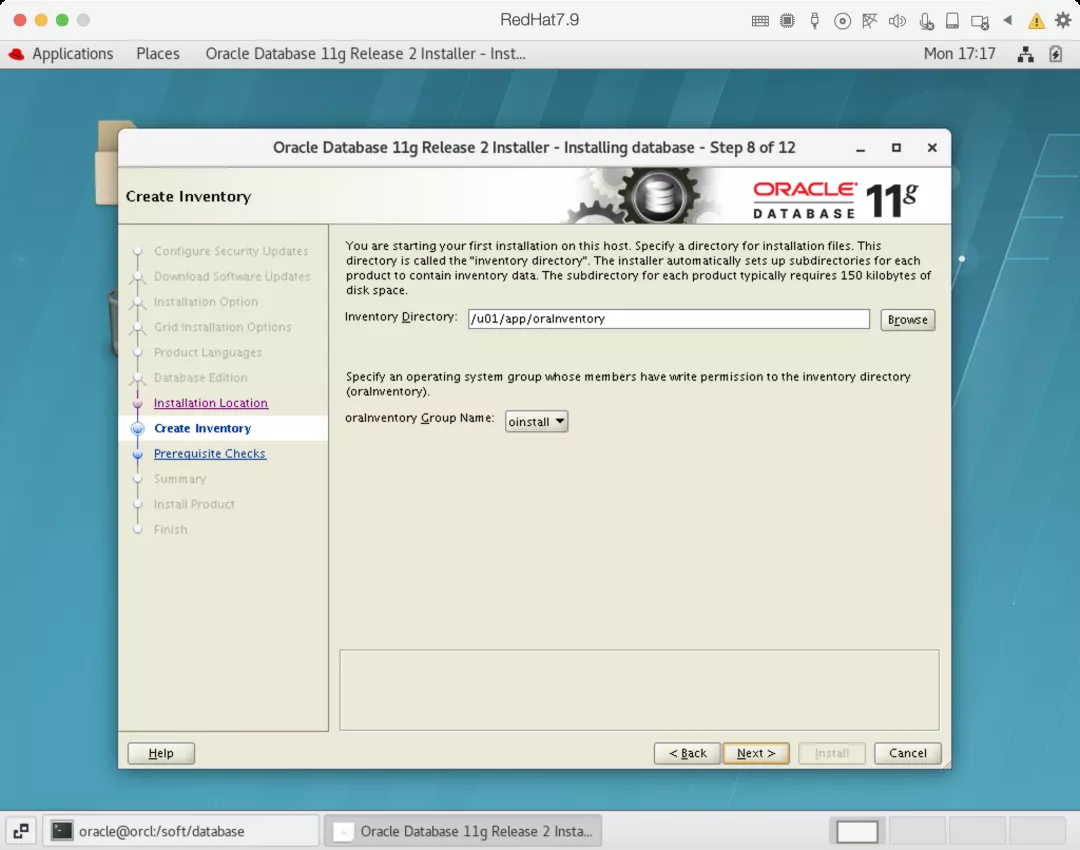 RedHat7.9
Applications Places Oracle Database 11g Release 2 Installer - Inst... Mon 17:17
Oracle Database 11g Release 2 Installer - Installing database - Step 8 of 12
Create Inventory
ORACLE
DATABASE 11g
Configure Security Updates
Download Software Updates
Installation Option
Grid Installation Options
Product Languages
Database Edition
Installation Location
Create Inventory
Prerequisite Checks
Summary
Install Product
Finish
You are starting your first installation on this host. Specify a directory for installation files. This
directory is called the "inventory directory". The installer automatically sets up subdirectories for each
product to contain inventory data. The subdirectory for each product typically requires 150 kilobytes of
disk space.
Inventory Directory: /u01/app/oraInventory Browse
Specify an operating system group whose members have write permission to the inventory directory
(oraInventory).
oraInventory Group Name: oinstall
Help < Back Next > Install Cancel
oracle@orcl:/soft/database Oracle Database 11g Release 2 Insta...